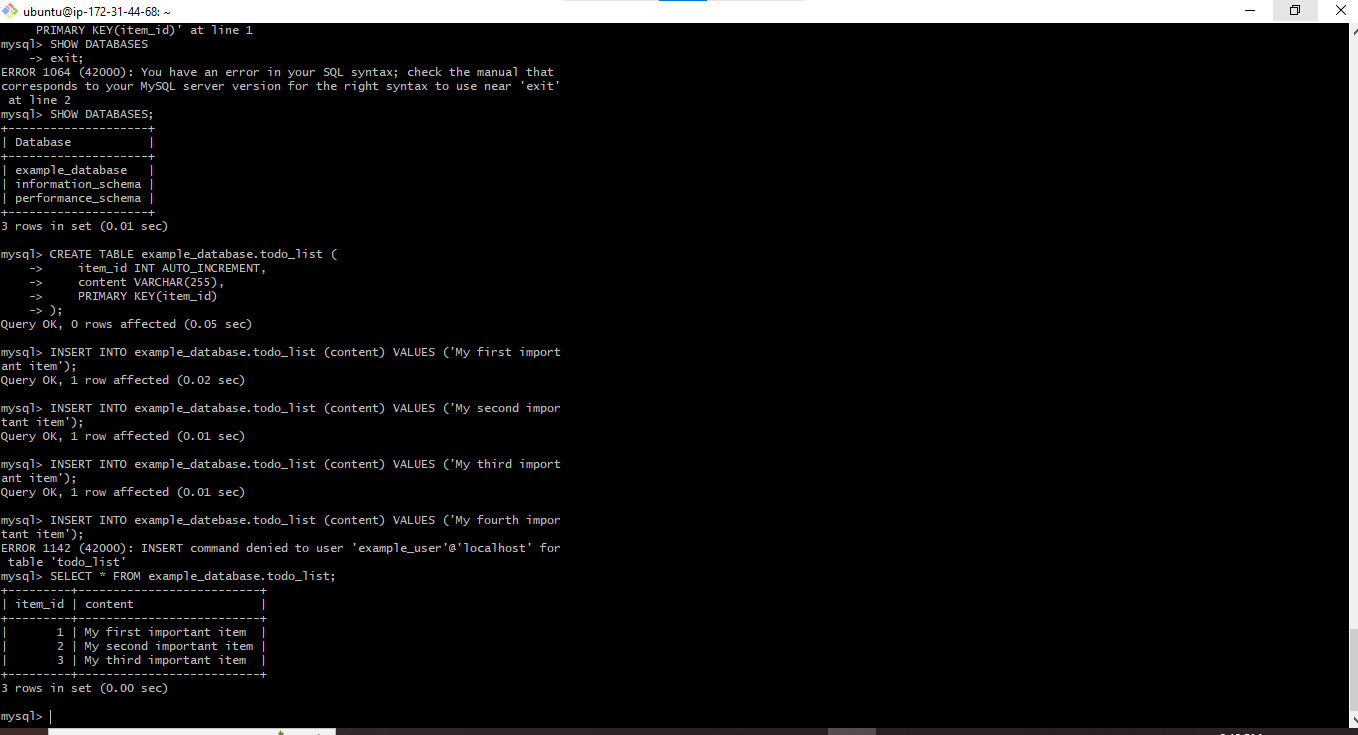 ubuntu@ip-172-31-44-68: ~
     PRIMARY KEY(item_id)' at line 1
mysql> SHOW DATABASES
    -> exit;
ERROR 1064 (42000): You have an error in your SQL syntax; check the manual that
corresponds to your MySQL server version for the right syntax to use near 'exit'
 at line 2
mysql> SHOW DATABASES;
+--------------------+
| Database           |
+--------------------+
| example_database   |
| information_schema |
| performance_schema |
+--------------------+
3 rows in set (0.01 sec)

mysql> CREATE TABLE example_database.todo_list (
    ->     item_id INT AUTO_INCREMENT,
    ->     content VARCHAR(255),
    ->     PRIMARY KEY(item_id)
    -> );
Query OK, 0 rows affected (0.05 sec)

mysql> INSERT INTO example_database.todo_list (content) VALUES ('My first import
ant item');
Query OK, 1 row affected (0.02 sec)

mysql> INSERT INTO example_database.todo_list (content) VALUES ('My second impor
tant item');
Query OK, 1 row affected (0.01 sec)

mysql> INSERT INTO example_database.todo_list (content) VALUES ('My third import
ant item');
Query OK, 1 row affected (0.01 sec)

mysql> INSERT INTO example_datebase.todo_list (content) VALUES ('My fourth impor
tant item');
ERROR 1142 (42000): INSERT command denied to user 'example_user'@'localhost' for
 table 'todo_list'
mysql> SELECT * FROM example_database.todo_list;
+---------+--------------------------+
| item_id | content                  |
+---------+--------------------------+
|       1 | My first important item  |
|       2 | My second important item |
|       3 | My third important item  |
+---------+--------------------------+
3 rows in set (0.00 sec)

mysql>